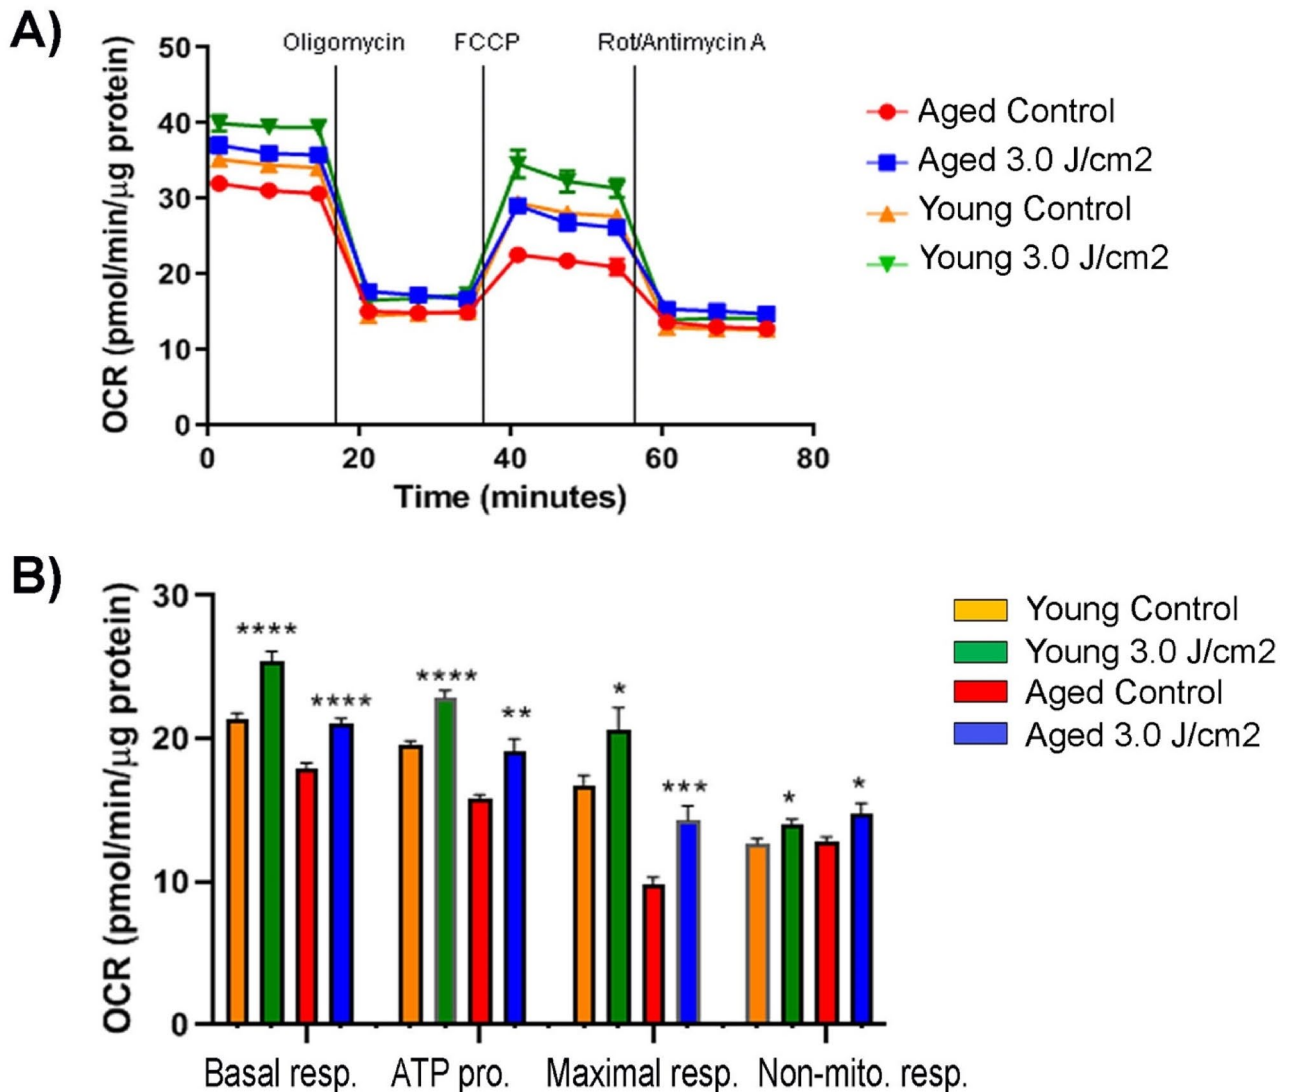 A)
OCR (pmol/min/µg protein)
50
40
30
20
10
0
Oligomycin FCCP Rot/Antimycin A
0 20 40 60 80
Time (minutes)
Aged Control
Aged 3.0 J/cm2
Young Control
Young 3.0 J/cm2
B)
OCR (pmol/min/µg protein)
30
20
10
0
**** **** **** ** * *** * *
Basal resp. ATP pro. Maximal resp. Non-mito. resp.
Young Control
Young 3.0 J/cm2
Aged Control
Aged 3.0 J/cm2